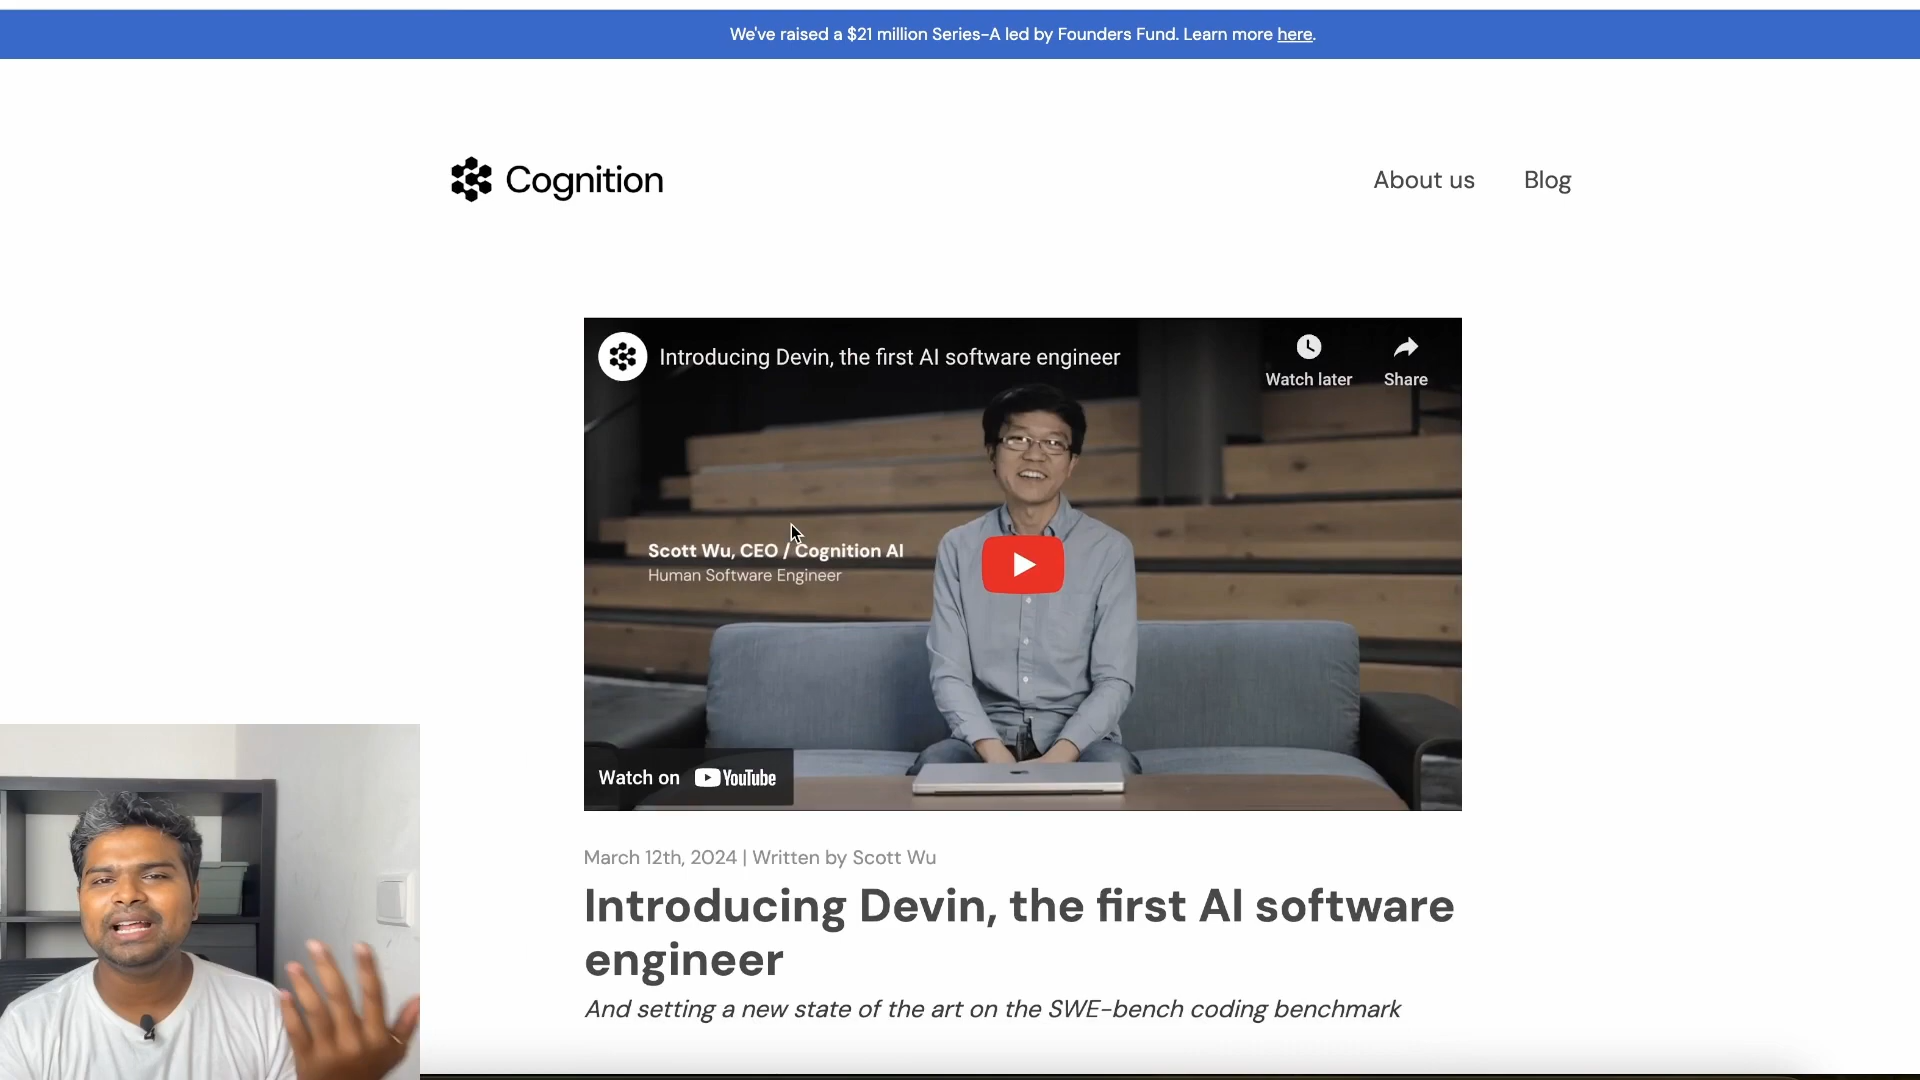 We've raised a $21 million Series-A led by Founders Fund. Learn more here.
Cognition
About us
Blog
Introducing Devin, the first AI software engineer
Watch later
Share
Scott Wu, CEO / Cognition AI
Human Software Engineer
Watch on YouTube
March 12th, 2024 | Written by Scott Wu
Introducing Devin, the first AI software
engineer
And setting a new state of the art on the SWE-bench coding benchmark